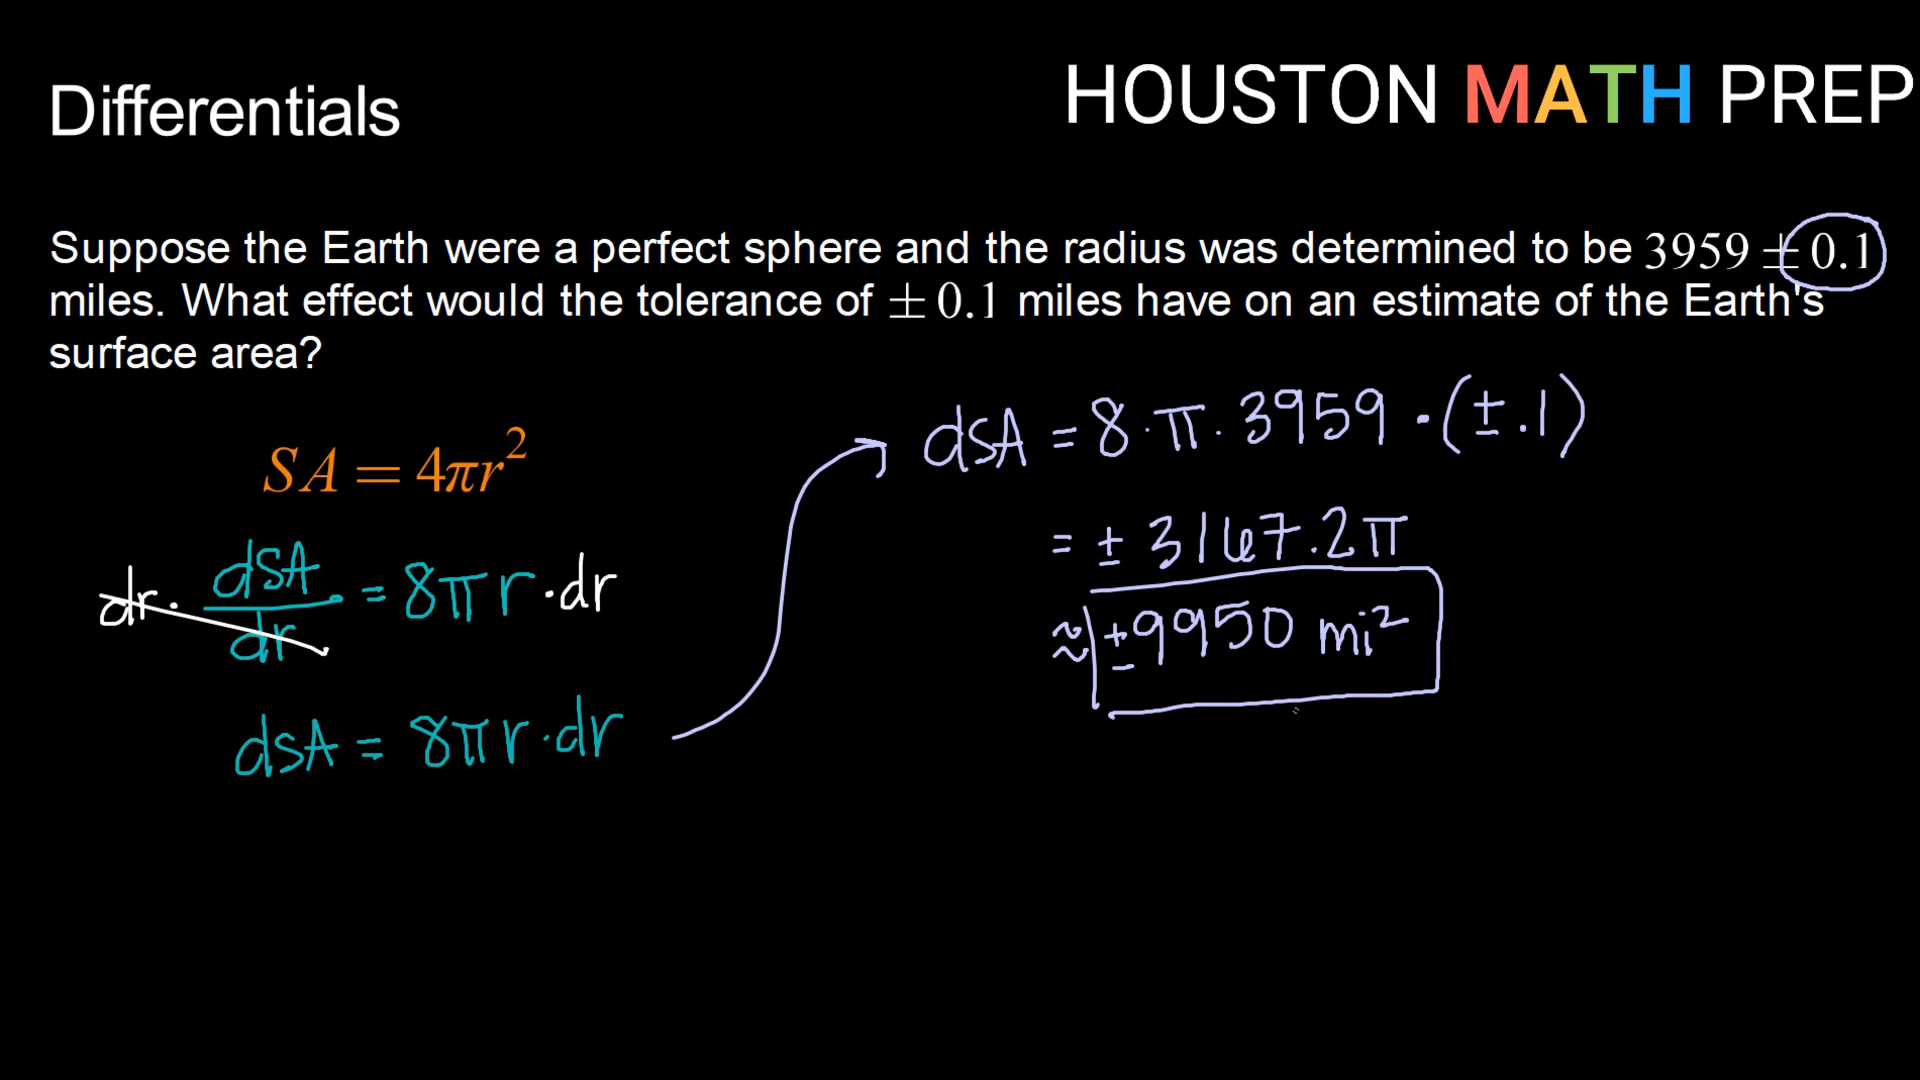 Differentials
HOUSTON MATH PREP
Suppose the Earth were a perfect sphere and the radius was determined to be 3959 ± 0.1
miles. What effect would the tolerance of ± 0.1 miles have on an estimate of the Earth's
surface area?
SA = 4πr²
dr · dSA/dr = 8πr · dr
dSA = 8πr · dr
dSA = 8 · π · 3959 · (± .1)
= ± 3167.2π
≈ ± 9950 mi²